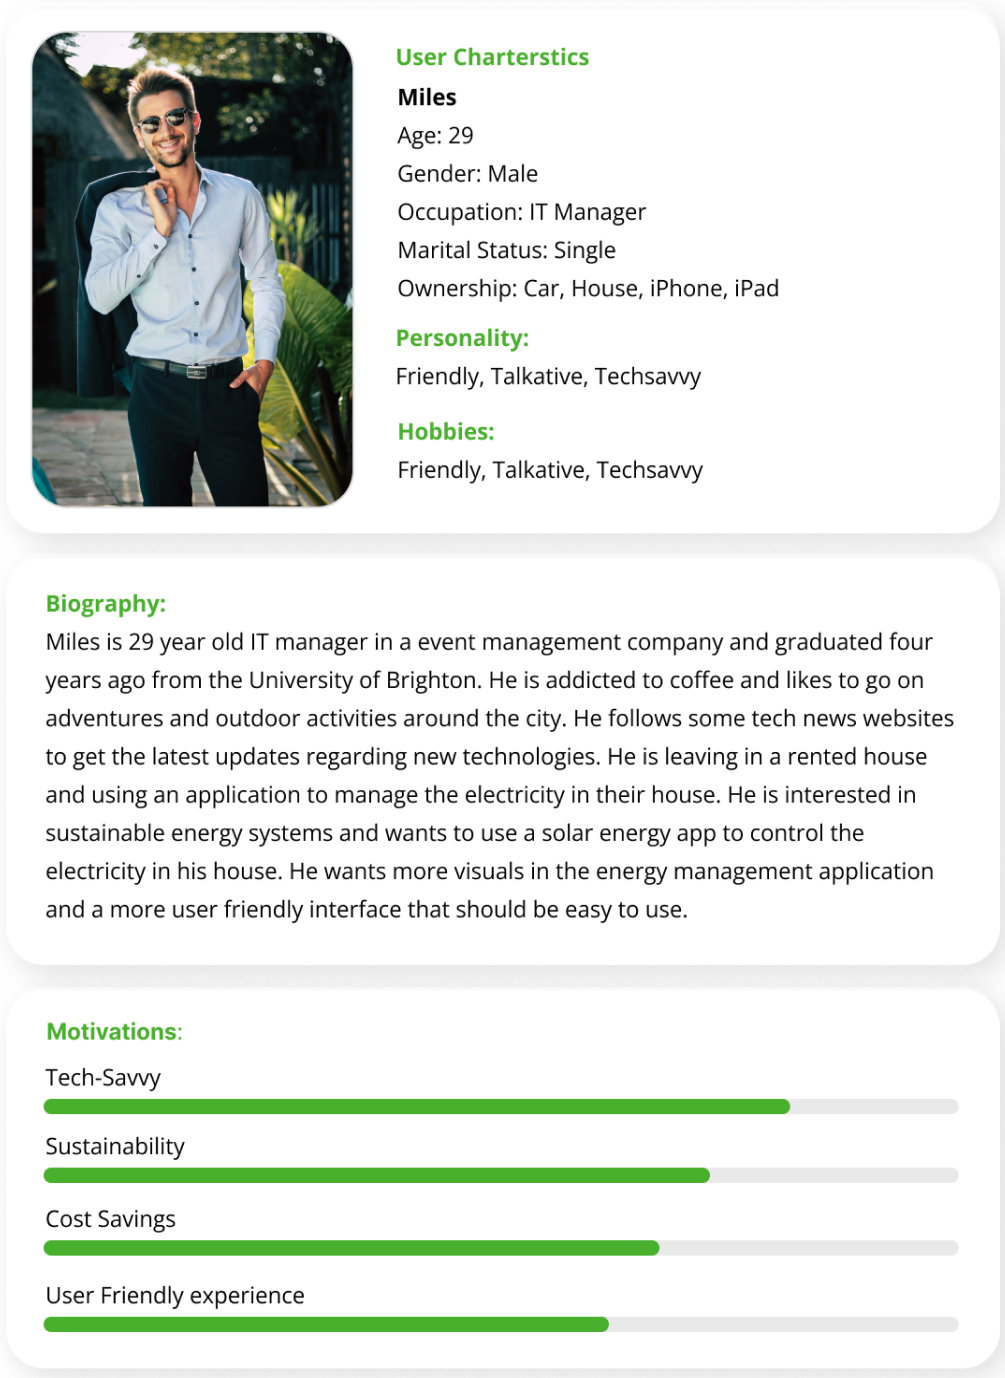 User Charterstics
Miles
Age: 29
Gender: Male
Occupation: IT Manager
Marital Status: Single
Ownership: Car, House, iPhone, iPad
Personality:
Friendly, Talkative, Techsavvy
Hobbies:
Friendly, Talkative, Techsavvy
Biography:
Miles is 29 year old IT manager in a event management company and graduated four
years ago from the University of Brighton. He is addicted to coffee and likes to go on
adventures and outdoor activities around the city. He follows some tech news websites
to get the latest updates regarding new technologies. He is leaving in a rented house
and using an application to manage the electricity in their house. He is interested in
sustainable energy systems and wants to use a solar energy app to control the
electricity in his house. He wants more visuals in the energy management application
and a more user friendly interface that should be easy to use.
Motivations:
Tech-Savvy
Sustainability
Cost Savings
User Friendly experience